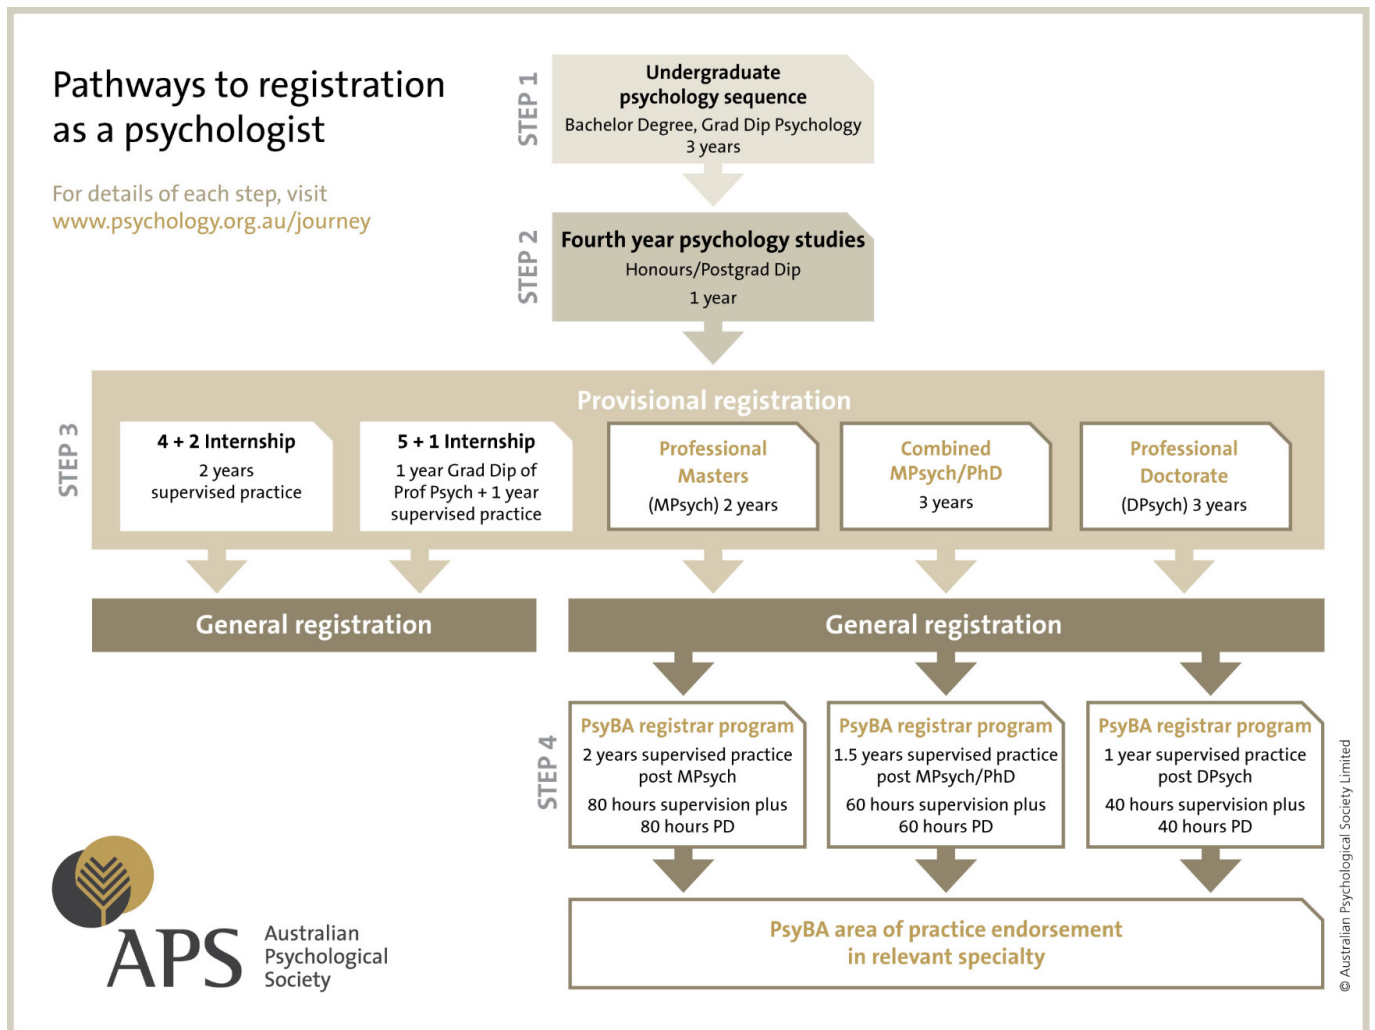 Pathways to registration
as a psychologist
For details of each step, visit
www.psychology.org.au/journey
STEP 1
Undergraduate
psychology sequence
Bachelor Degree, Grad Dip Psychology
3 years
STEP 2
Fourth year psychology studies
Honours/Postgrad Dip
1 year
STEP 3
Provisional registration
4 + 2 Internship
2 years
supervised practice
5 + 1 Internship
1 year Grad Dip of
Prof Psych + 1 year
supervised practice
Professional
Masters
(MPsych) 2 years
Combined
MPsych/PhD
3 years
Professional
Doctorate
(DPsych) 3 years
General registration
General registration
STEP 4
PsyBA registrar program
2 years supervised practice
post MPsych
80 hours supervision plus
80 hours PD
PsyBA registrar program
1.5 years supervised practice
post MPsych/PhD
60 hours supervision plus
60 hours PD
PsyBA registrar program
1 year supervised practice
post DPsych
40 hours supervision plus
40 hours PD
PsyBA area of practice endorsement
in relevant specialty
APS
Australian
Psychological
Society
© Australian Psychological Society Limited